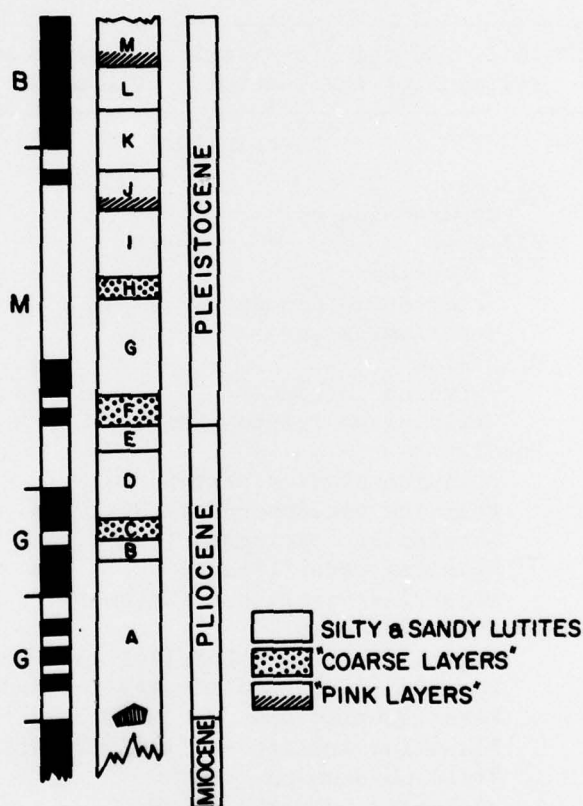 B
M
G
G
M
L
K
J
I
H
G
F
E
D
C
B
A
PLEISTOCENE
PLIOCENE
MIOCENE
SILTY & SANDY LUTITES
"COARSE LAYERS"
"PINK LAYERS"